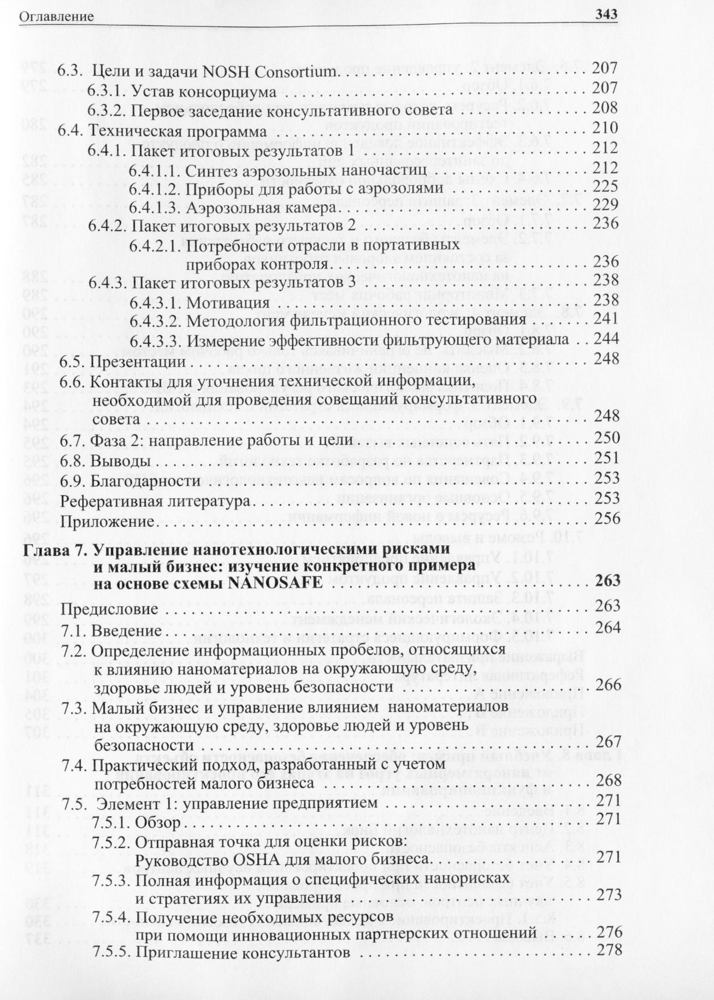 Оглавление 343
6.3. Цели и задачи NOSH Consortium. . . . . . . . . . . . . . . . . . . . . . . . . . . . . 207
6.3.1. Устав консорциума . . . . . . . . . . . . . . . . . . . . . . . . . . . . . . . . . . . 207
6.3.2. Первое заседание консультативного совета . . . . . . . . . . . . . . . 208
6.4. Техническая программа . . . . . . . . . . . . . . . . . . . . . . . . . . . . . . . . . . . . 210
6.4.1. Пакет итоговых результатов 1 . . . . . . . . . . . . . . . . . . . . . . . . . . 212
6.4.1.1. Синтез аэрозольных наночастиц . . . . . . . . . . . . . . . . . . 212
6.4.1.2. Приборы для работы с аэрозолями . . . . . . . . . . . . . . . . 225
6.4.1.3. Аэрозольная камера. . . . . . . . . . . . . . . . . . . . . . . . . . . . . 229
6.4.2. Пакет итоговых результатов 2 . . . . . . . . . . . . . . . . . . . . . . . . . . 236
6.4.2.1. Потребности отрасли в портативных
приборах контроля. . . . . . . . . . . . . . . . . . . . . . . . . . . . . . 236
6.4.3. Пакет итоговых результатов 3 . . . . . . . . . . . . . . . . . . . . . . . . . . 238
6.4.3.1. Мотивация . . . . . . . . . . . . . . . . . . . . . . . . . . . . . . . . . . . . 238
6.4.3.2. Методология фильтрационного тестирования . . . . . . . 241
6.4.3.3. Измерение эффективности фильтрующего материала . . 244
6.5. Презентации . . . . . . . . . . . . . . . . . . . . . . . . . . . . . . . . . . . . . . . . . . . . . . 248
6.6. Контакты для уточнения технической информации,
необходимой для проведения совещаний консультативного
совета . . . . . . . . . . . . . . . . . . . . . . . . . . . . . . . . . . . . . . . . . . . . . . . . . . . 248
6.7. Фаза 2: направление работы и цели . . . . . . . . . . . . . . . . . . . . . . . . . . . 250
6.8. Выводы . . . . . . . . . . . . . . . . . . . . . . . . . . . . . . . . . . . . . . . . . . . . . . . . . . 251
6.9. Благодарности . . . . . . . . . . . . . . . . . . . . . . . . . . . . . . . . . . . . . . . . . . . . 253
Реферативная литература. . . . . . . . . . . . . . . . . . . . . . . . . . . . . . . . . . . . . . . 253
Приложение. . . . . . . . . . . . . . . . . . . . . . . . . . . . . . . . . . . . . . . . . . . . . . . . . . 256
Глава 7. Управление нанотехнологическими рисками
и малый бизнес: изучение конкретного примера
на основе схемы NANOSAFE . . . . . . . . . . . . . . . . . . . . . . . . . . . . . . 263
Предисловие . . . . . . . . . . . . . . . . . . . . . . . . . . . . . . . . . . . . . . . . . . . . . . . . . 263
7.1. Введение . . . . . . . . . . . . . . . . . . . . . . . . . . . . . . . . . . . . . . . . . . . . . . . . . 264
7.2. Определение информационных пробелов, относящихся
к влиянию наноматериалов на окружающую среду,
здоровье людей и уровень безопасности . . . . . . . . . . . . . . . . . . . . . . 266
7.3. Малый бизнес и управление влиянием наноматериалов
на окружающую среду, здоровье людей и уровень
безопасности . . . . . . . . . . . . . . . . . . . . . . . . . . . . . . . . . . . . . . . . . . . . . 267
7.4. Практический подход, разработанный с учетом
потребностей малого бизнеса . . . . . . . . . . . . . . . . . . . . . . . . . . . . . . . 268
7.5. Элемент 1: управление предприятием . . . . . . . . . . . . . . . . . . . . . . . . 271
7.5.1. Обзор . . . . . . . . . . . . . . . . . . . . . . . . . . . . . . . . . . . . . . . . . . . . . . . 271
7.5.2. Отправная точка для оценки рисков:
Руководство OSHA для малого бизнеса. . . . . . . . . . . . . . . . . . . 271
7.5.3. Полная информация о специфических нанорисках
и стратегиях их управления . . . . . . . . . . . . . . . . . . . . . . . . . . . . 273
7.5.4. Получение необходимых ресурсов
при помощи инновационных партнерских отношений . . . . . . 276
7.5.5. Приглашение консультантов . . . . . . . . . . . . . . . . . . . . . . . . . . . 278